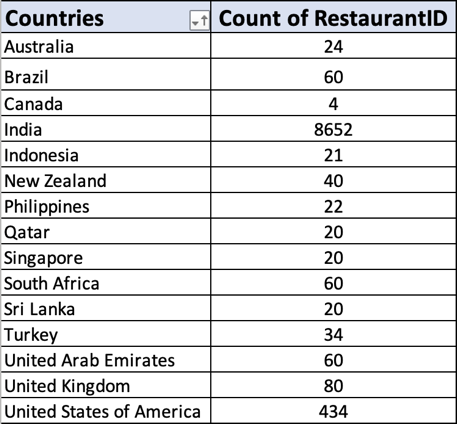 Countries Count of RestaurantID
Australia 24
Brazil 60
Canada 4
India 8652
Indonesia 21
New Zealand 40
Philippines 22
Qatar 20
Singapore 20
South Africa 60
Sri Lanka 20
Turkey 34
United Arab Emirates 60
United Kingdom 80
United States of America 434